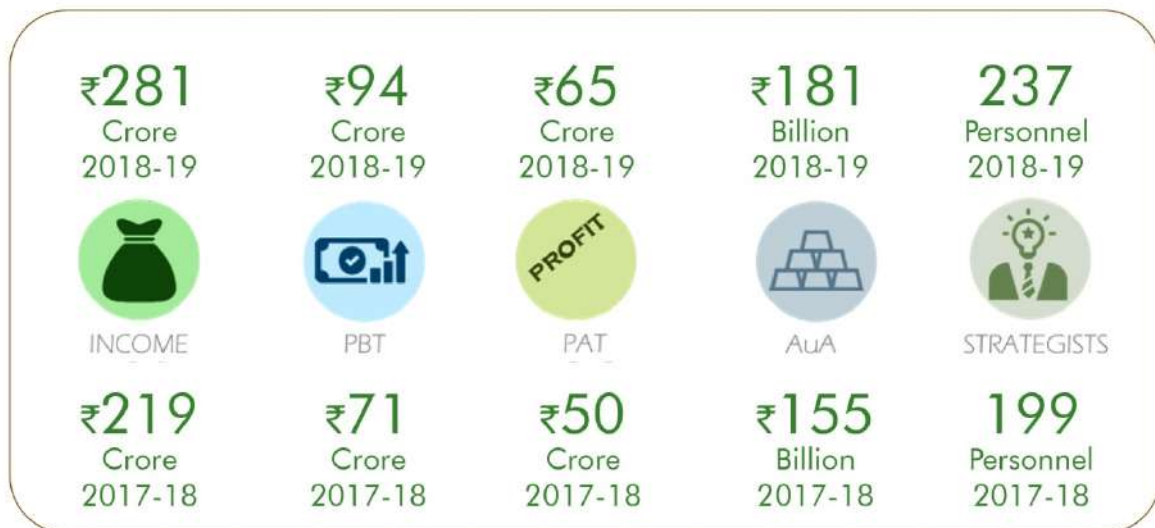 ₹281 ₹94 ₹65 ₹181 237
Crore Crore Crore Billion Personnel
2018-19 2018-19 2018-19 2018-19 2018-19
PROFIT
INCOME PBT PAT AuA STRATEGISTS
₹219 ₹71 ₹50 ₹155 199
Crore Crore Crore Billion Personnel
2017-18 2017-18 2017-18 2017-18 2017-18